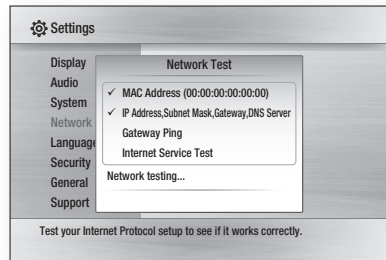 Settings
Display
Audio
System
Network
Language
Security
General
Support
Network Test
✓ MAC Address (00:00:00:00:00:00)
✓ IP Address,Subnet Mask,Gateway,DNS Server
Gateway Ping
Internet Service Test
Network testing...
Test your Internet Protocol setup to see if it works correctly.